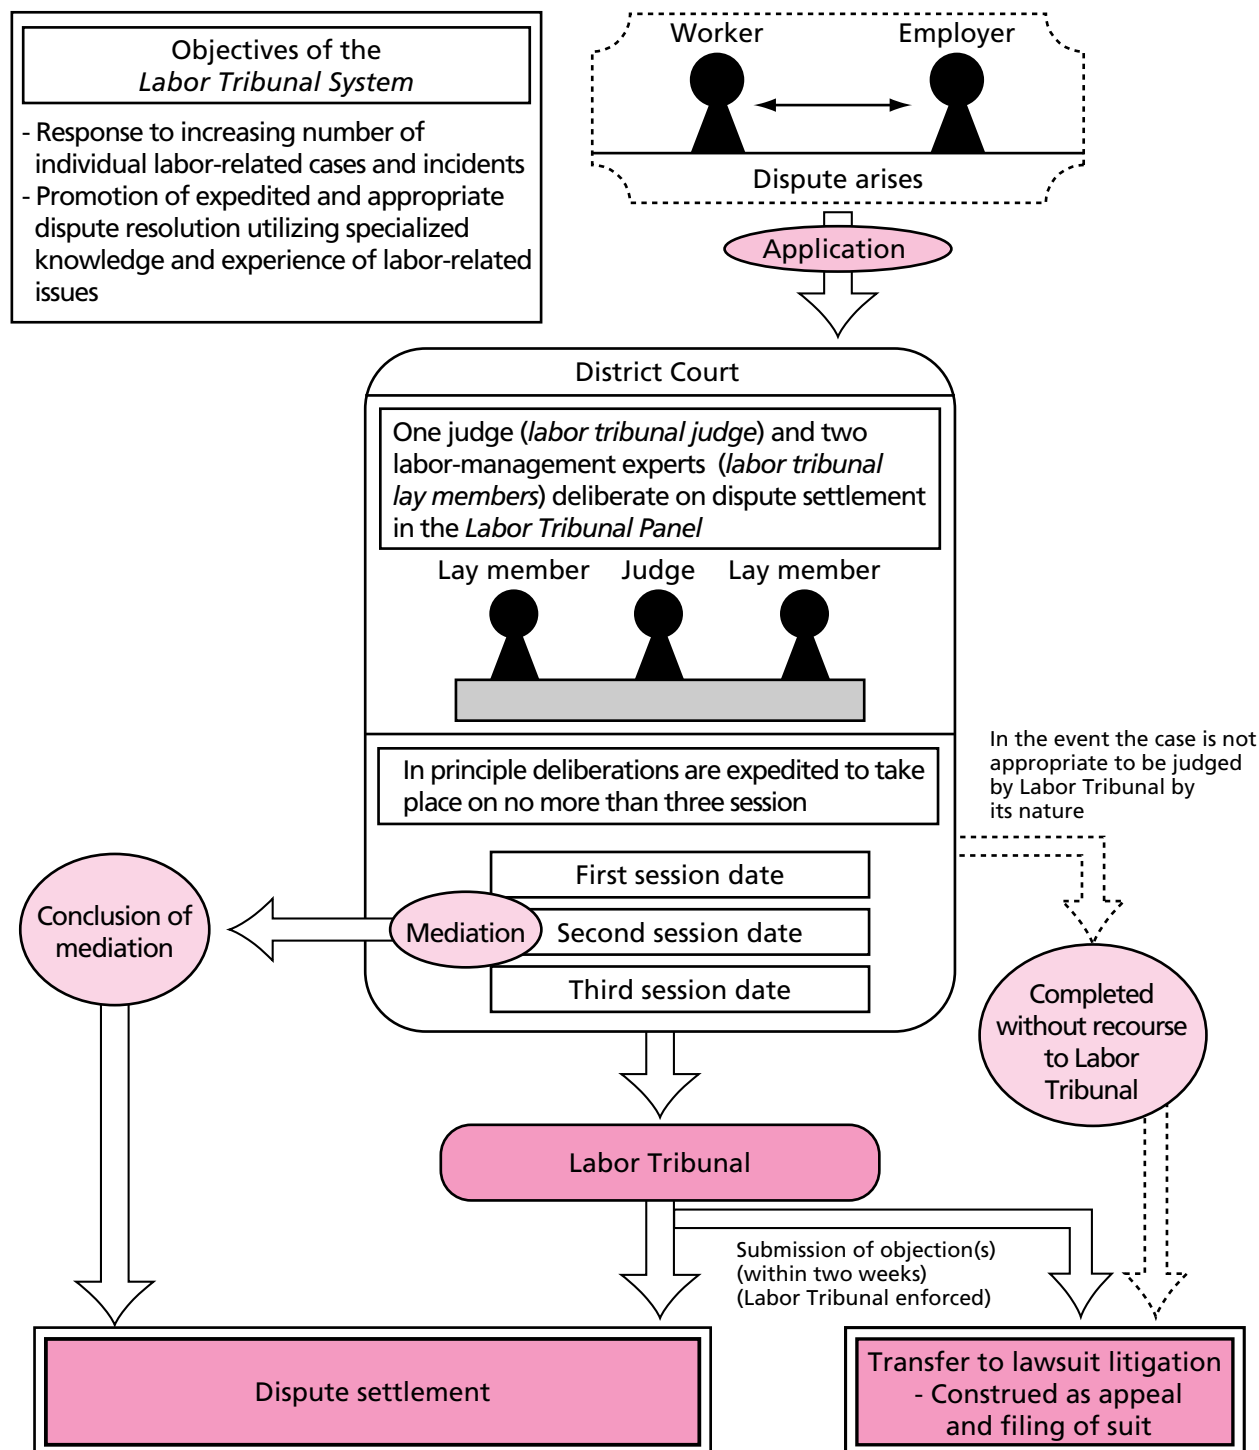 Objectives of the
Labor Tribunal System
- Response to increasing number of
individual labor-related cases and incidents
- Promotion of expedited and appropriate
dispute resolution utilizing specialized
knowledge and experience of labor-related
issues
Worker
Employer
Dispute arises
Application
District Court
One judge (labor tribunal judge) and two
labor-management experts (labor tribunal
lay members) deliberate on dispute settlement
in the Labor Tribunal Panel
Lay member
Judge
Lay member
In principle deliberations are expedited to take
place on no more than three session
In the event the case is not
appropriate to be judged
by Labor Tribunal by
its nature
First session date
Second session date
Third session date
Mediation
Conclusion of
mediation
Completed
without recourse
to Labor
Tribunal
Labor Tribunal
Submission of objection(s)
(within two weeks)
(Labor Tribunal enforced)
Dispute settlement
Transfer to lawsuit litigation
- Construed as appeal
and filing of suit